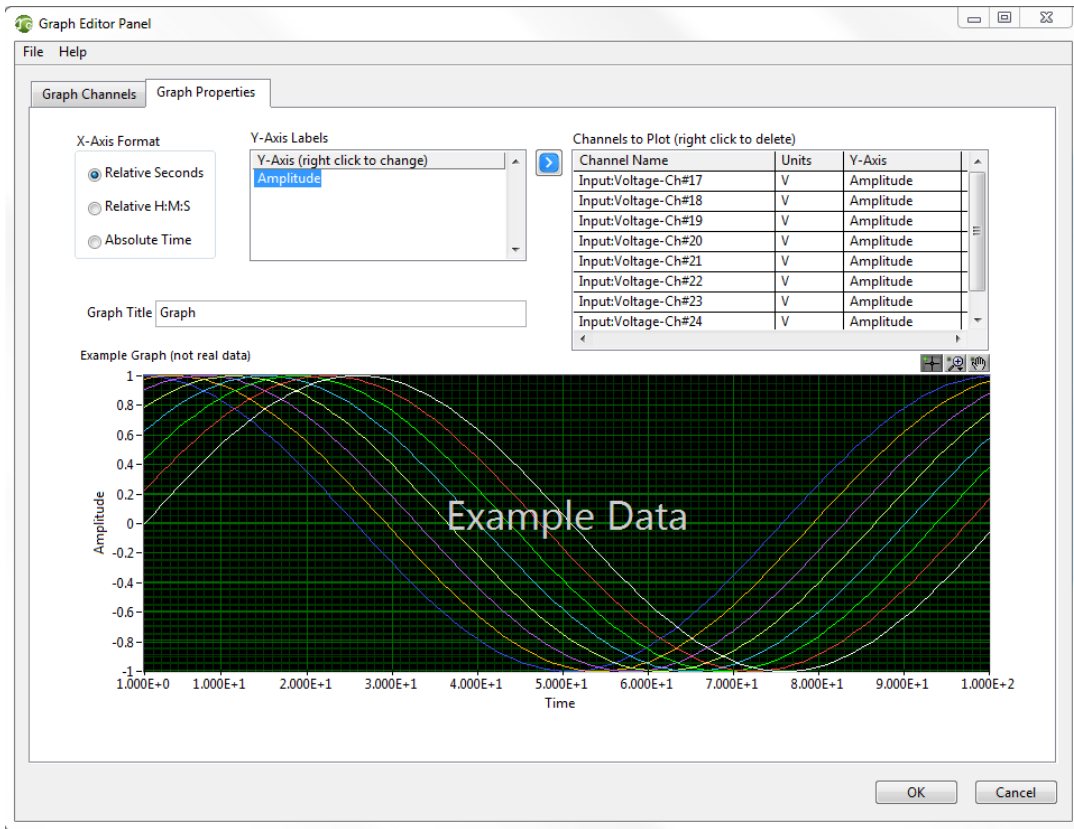 Graph Editor Panel
File Help
Graph Channels Graph Properties
X-Axis Format
Relative Seconds
Relative H:M:S
Absolute Time
Y-Axis Labels
Y-Axis (right click to change)
Amplitude
Channels to Plot (right click to delete)
Channel Name Units Y-Axis
Input:Voltage-Ch#17 V Amplitude
Input:Voltage-Ch#18 V Amplitude
Input:Voltage-Ch#19 V Amplitude
Input:Voltage-Ch#20 V Amplitude
Input:Voltage-Ch#21 V Amplitude
Input:Voltage-Ch#22 V Amplitude
Input:Voltage-Ch#23 V Amplitude
Input:Voltage-Ch#24 V Amplitude
Graph Title Graph
Example Graph (not real data)
1
0.8
0.6
0.4
0.2
0
-0.2
-0.4
-0.6
-0.8
-1
Amplitude
Example Data
1.000E+0 1.000E+1 2.000E+1 3.000E+1 4.000E+1 5.000E+1 6.000E+1 7.000E+1 8.000E+1 9.000E+1 1.000E+2
Time
OK Cancel